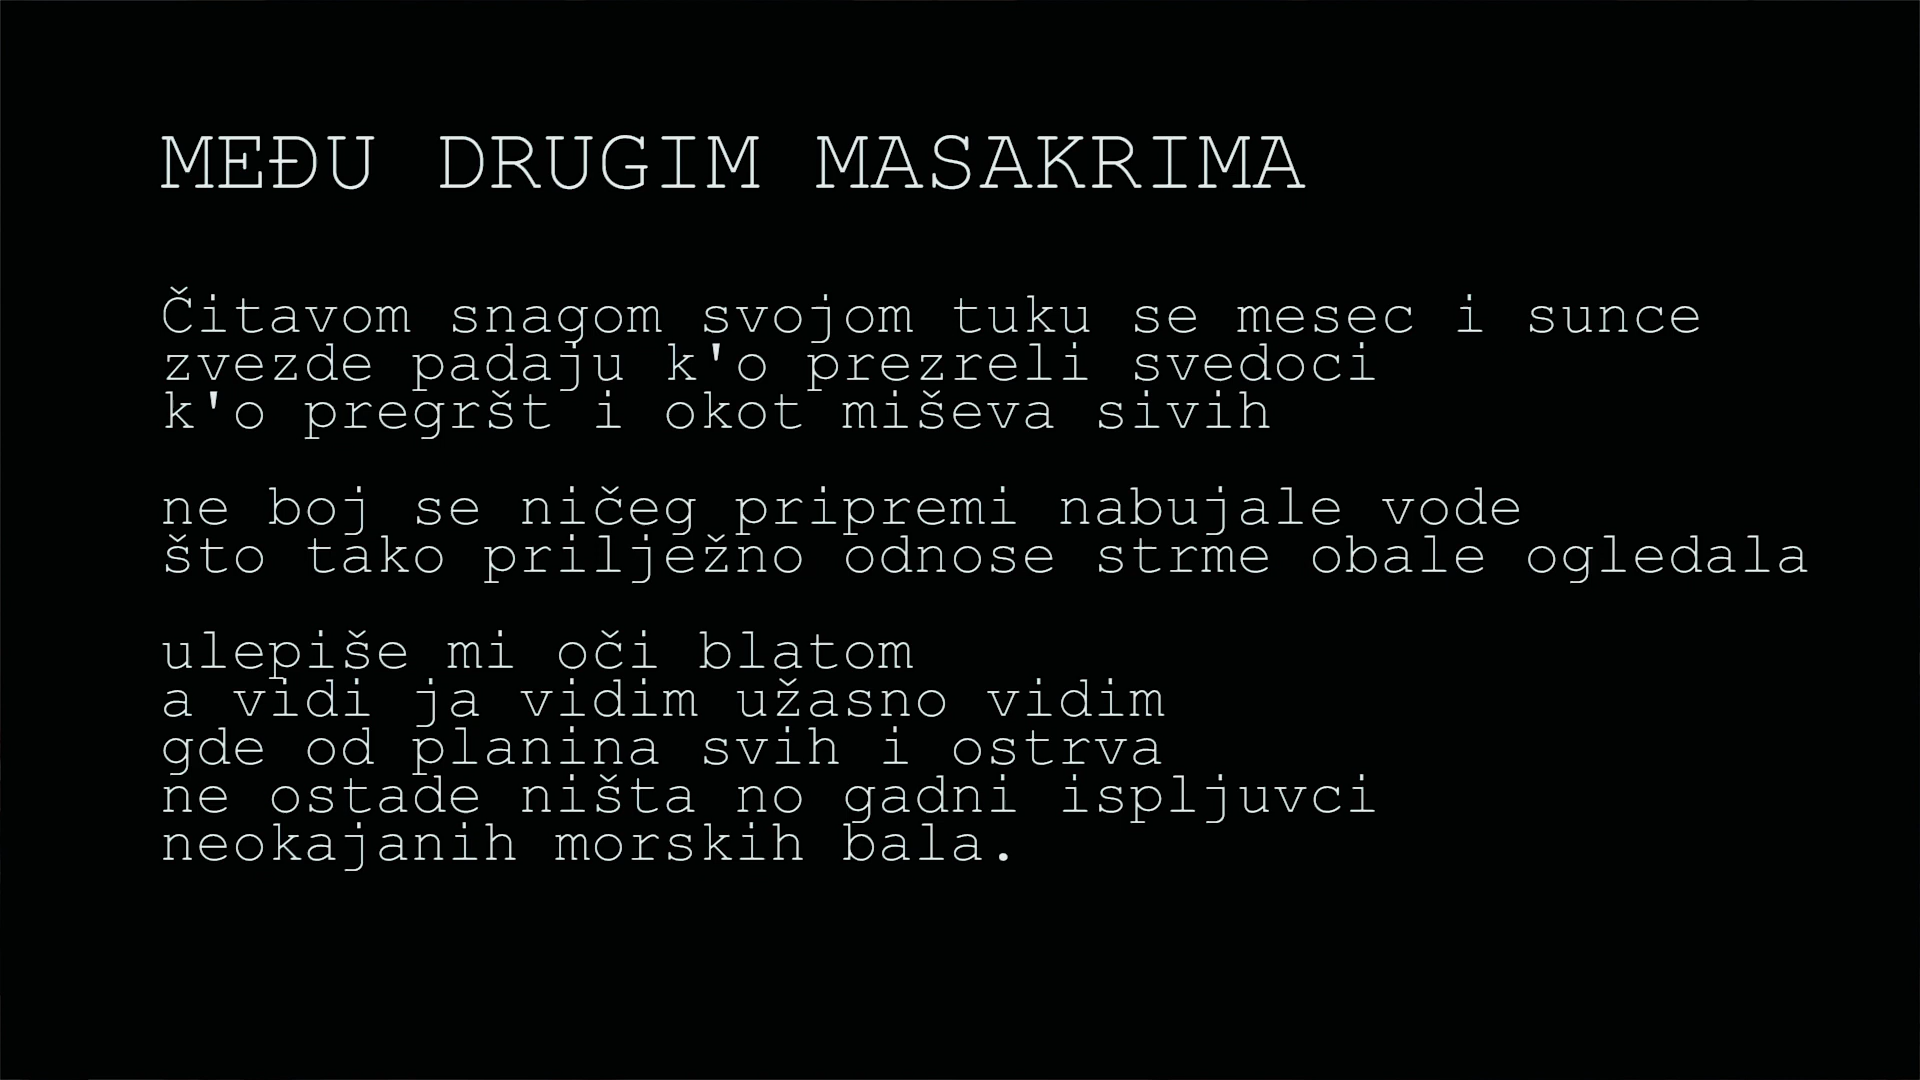 MEĐU DRUGIM MASAKRIMA
Čitavom snagom svojom tuku se mesec i sunce
zvezde padaju k'o prezreli svedoci
k'o pregršt i okot miševa sivih
ne boj se ničeg pripremi nabujale vode
što tako priljеžno odnose strme obale ogledala
ulepiše mi oči blatom
a vidi ja vidim užasno vidim
gde od planina svih i ostrva
ne ostade ništa no gadni ispljuvci
neokajanih morskih bala.